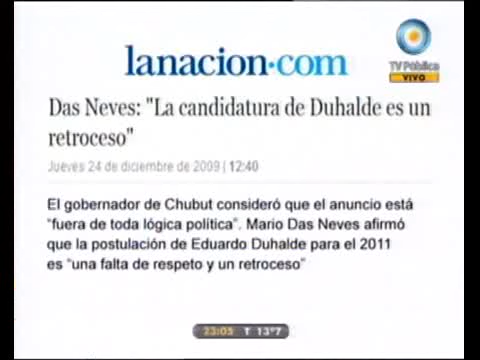 lanacion.com
TV Pública
VIVO
Das Neves: "La candidatura de Duhalde es un
retroceso"
Jueves 24 de diciembre de 2009 | 12:40
El gobernador de Chubut consideró que el anuncio está
“fuera de toda lógica política”. Mario Das Neves afirmó
que la postulación de Eduardo Duhalde para el 2011
es “una falta de respeto y un retroceso”
23:05 T 13°7